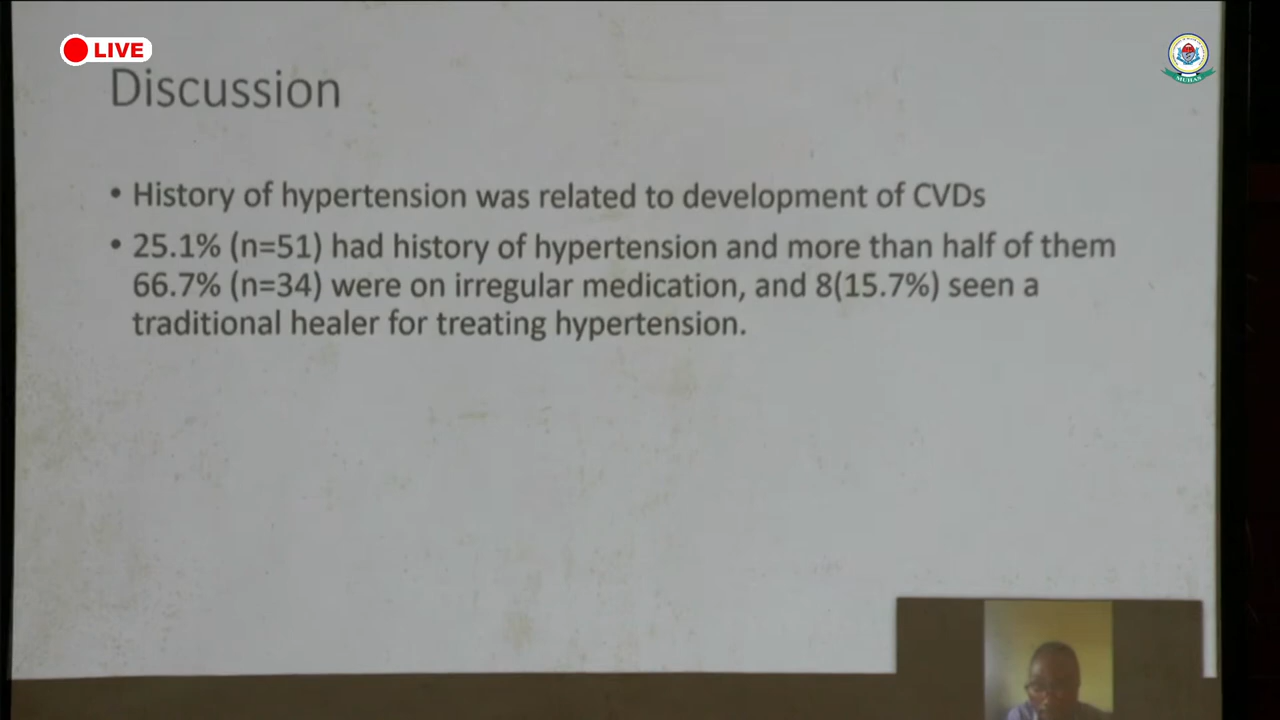 LIVE
MUHAS
Discussion
• History of hypertension was related to development of CVDs
• 25.1% (n=51) had history of hypertension and more than half of them
66.7% (n=34) were on irregular medication, and 8(15.7%) seen a
traditional healer for treating hypertension.